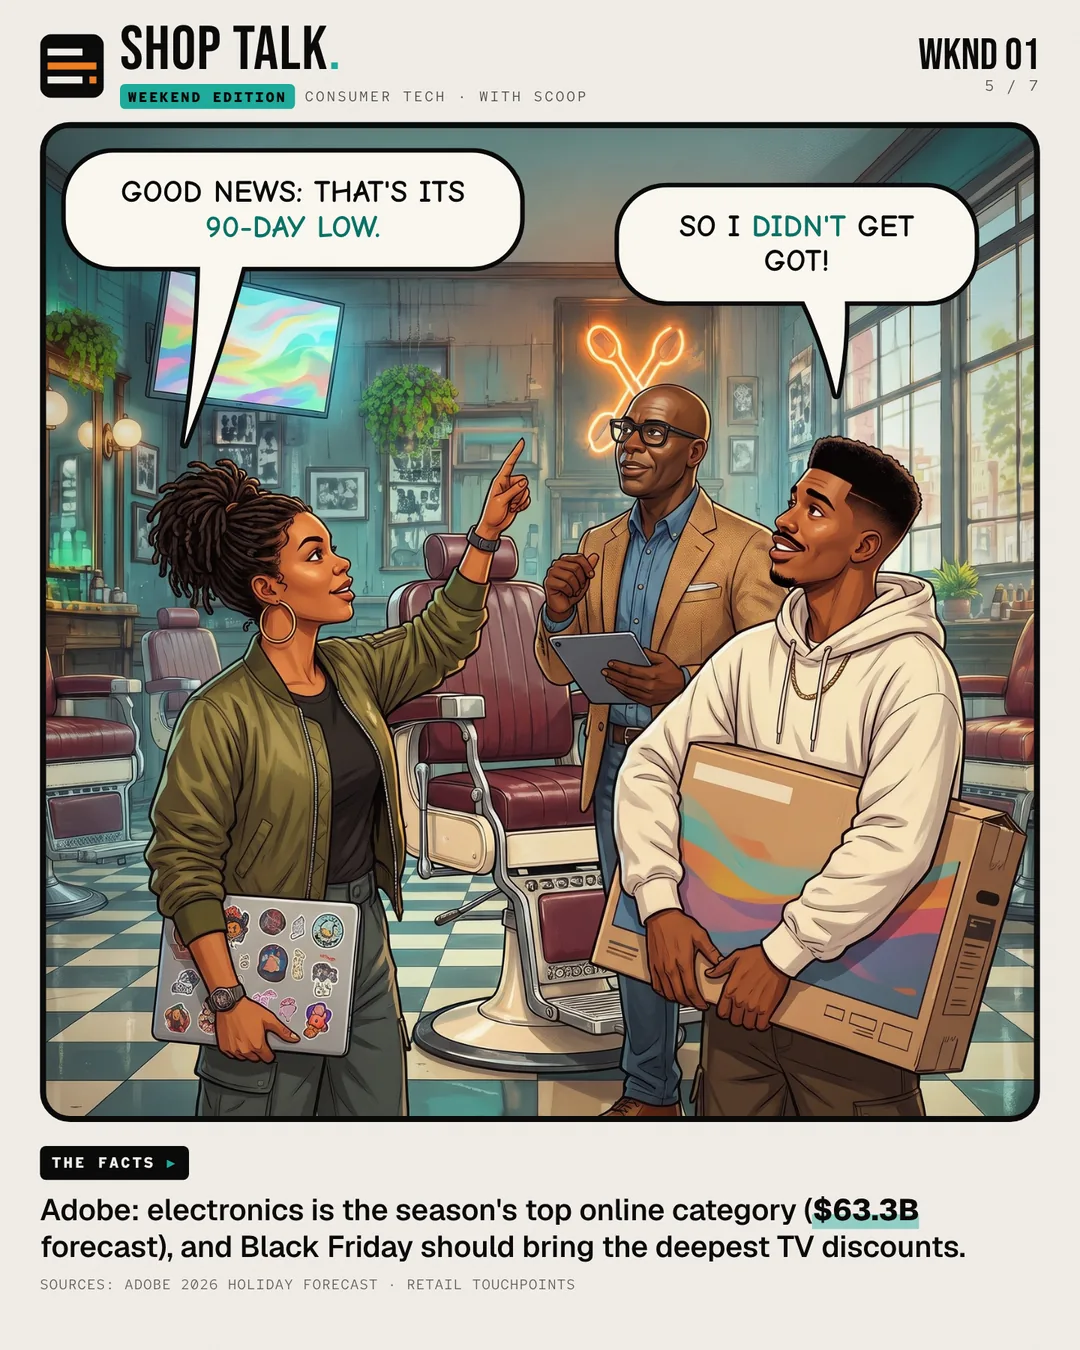 SHOP TALK.
WEEKEND EDITION CONSUMER TECH · WITH SCOOP
WKND 01
5 / 7
GOOD NEWS: THAT'S ITS
90-DAY LOW.
SO I DIDN'T GET
GOT!
THE FACTS ▸
Adobe: electronics is the season's top online category ($63.3B
forecast), and Black Friday should bring the deepest TV discounts.
SOURCES: ADOBE 2026 HOLIDAY FORECAST · RETAIL TOUCHPOINTS